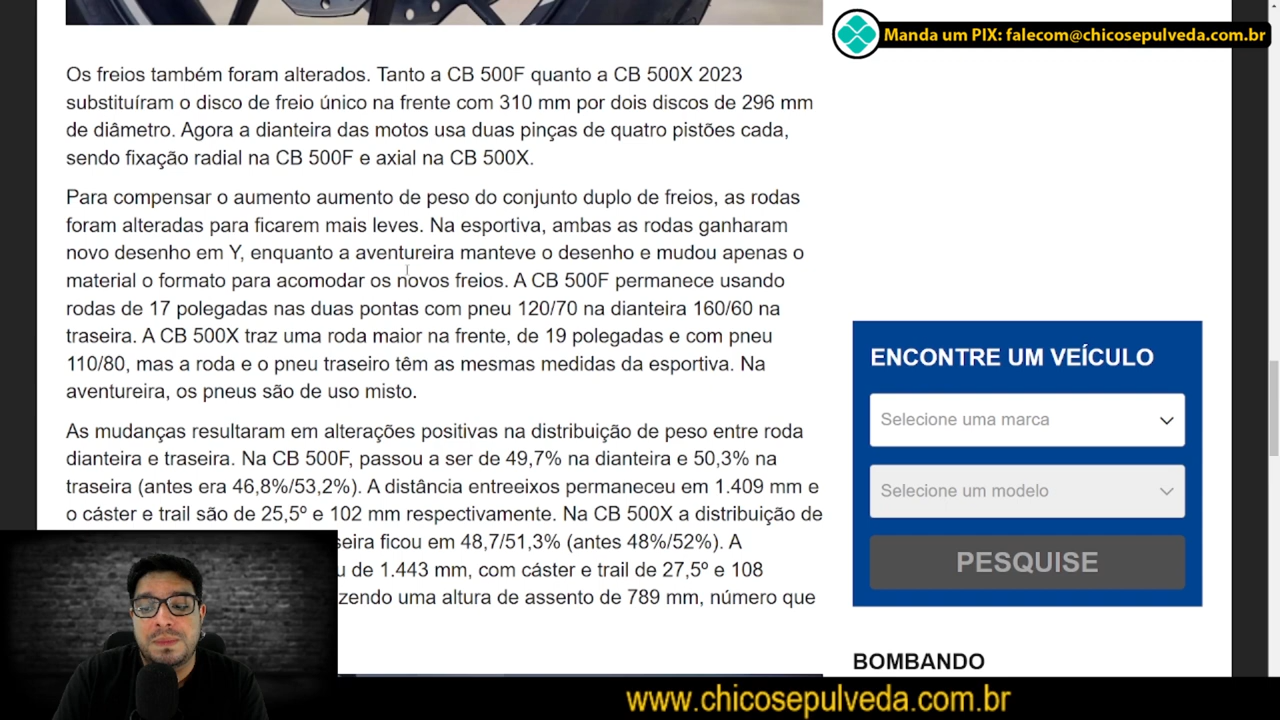 Manda um PIX: falecom@chicosepulveda.com.br
Os freios também foram alterados. Tanto a CB 500F quanto a CB 500X 2023
substituíram o disco de freio único na frente com 310 mm por dois discos de 296 mm
de diâmetro. Agora a dianteira das motos usa duas pinças de quatro pistões cada,
sendo fixação radial na CB 500F e axial na CB 500X.
Para compensar o aumento aumento de peso do conjunto duplo de freios, as rodas
foram alteradas para ficarem mais leves. Na esportiva, ambas as rodas ganharam
novo desenho em Y, enquanto a aventureira manteve o desenho e mudou apenas o
material o formato para acomodar os novos freios. A CB 500F permanece usando
rodas de 17 polegadas nas duas pontas com pneu 120/70 na dianteira 160/60 na
traseira. A CB 500X traz uma roda maior na frente, de 19 polegadas e com pneu
110/80, mas a roda e o pneu traseiro têm as mesmas medidas da esportiva. Na
aventureira, os pneus são de uso misto.
As mudanças resultaram em alterações positivas na distribuição de peso entre roda
dianteira e traseira. Na CB 500F, passou a ser de 49,7% na dianteira e 50,3% na
traseira (antes era 46,8%/53,2%). A distância entreeixos permaneceu em 1.409 mm e
o cáster e trail são de 25,5º e 102 mm respectivamente. Na CB 500X a distribuição de
seira ficou em 48,7/51,3% (antes 48%/52%). A
u de 1.443 mm, com cáster e trail de 27,5º e 108
zendo uma altura de assento de 789 mm, número que
ENCONTRE UM VEÍCULO
Selecione uma marca
Selecione um modelo
PESQUISE
BOMBANDO
www.chicosepulveda.com.br